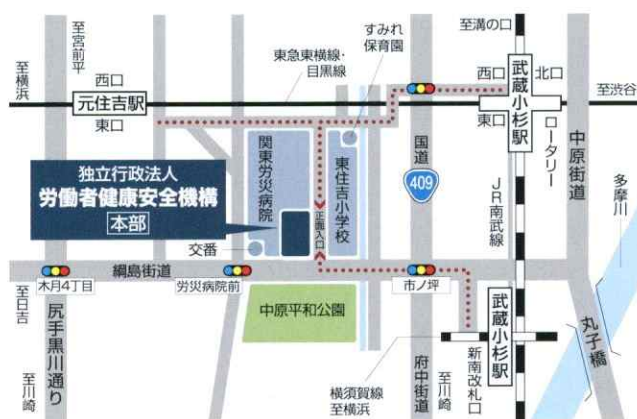 至宮前平
至溝の口
すみれ
保育園
東急東横線・
目黒線
至横浜
西口
元住吉駅
東口
西口
武蔵小杉駅
北口
東口
ロータリー
至渋谷
中原街道
多摩川
独立行政法人
労働者健康安全機構
本部
関東労災病院
正面入口
東住吉小学校
国道
409
JR南武線
交番
綱島街道
木月4丁目
労災病院前
市ノ坪
至日吉
尻手黒川通り
至川崎
中原平和公園
武蔵小杉駅
新南改札口
横須賀線
至横浜
府中街道
至川崎
丸子橋